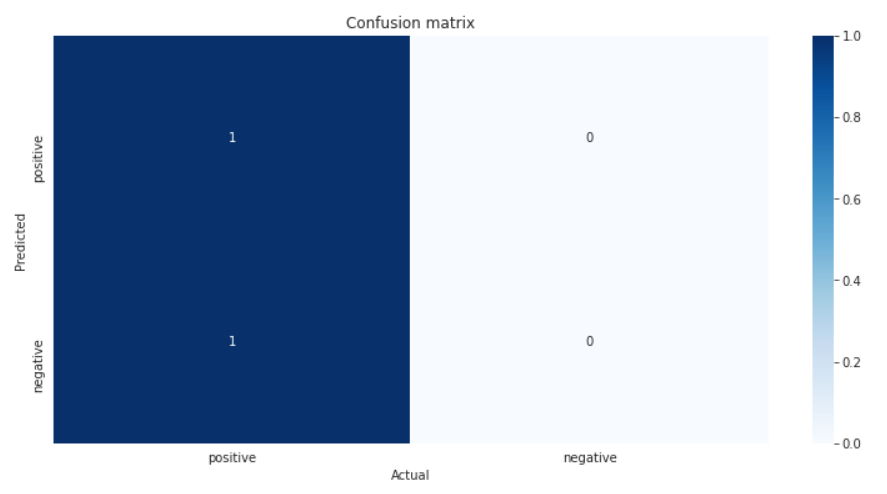 Confusion matrix
1.0
positive
1
0
0.8
0.6
Predicted
0.4
negative
1
0
0.2
0.0
positive
negative
Actual